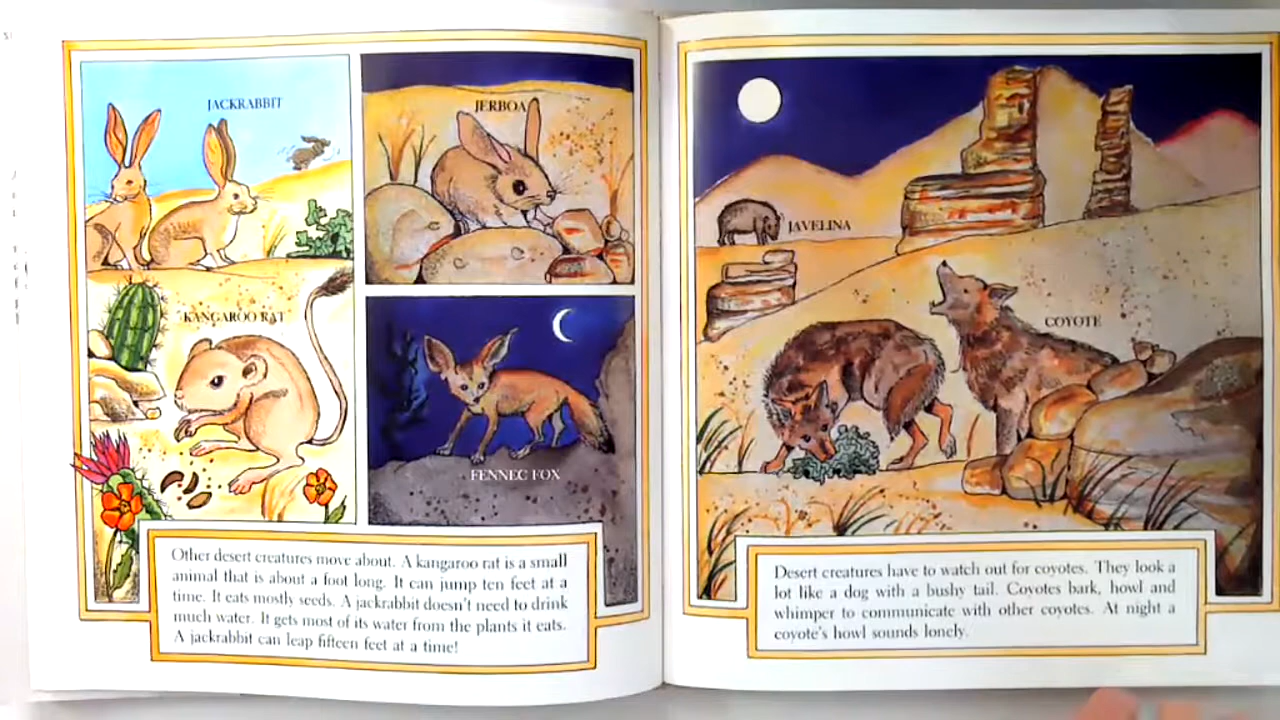 JACKRABBIT
KANGAROO RAT
JERBOA
FENNEC FOX
Other desert creatures move about. A kangaroo rat is a small
animal that is about a foot long. It can jump ten feet at a
time. It eats mostly seeds. A jackrabbit doesn't need to drink
much water. It gets most of its water from the plants it eats.
A jackrabbit can leap fifteen feet at a time!
JAVELINA
COYOTE
Desert creatures have to watch out for coyotes. They look a
lot like a dog with a bushy tail. Coyotes bark, howl and
whimper to communicate with other coyotes. At night a
coyote's howl sounds lonely.